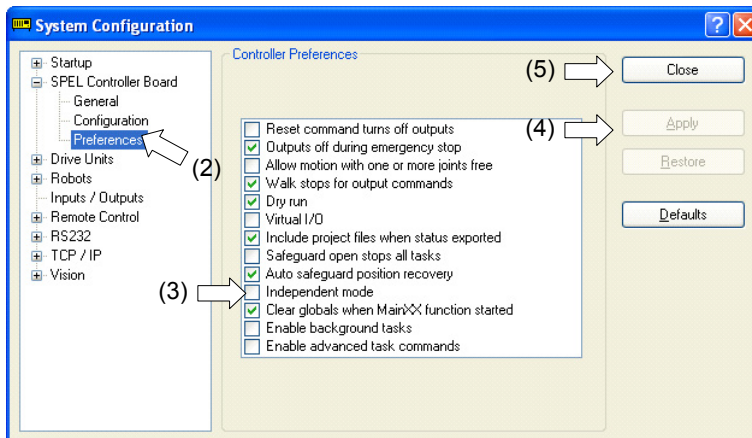 System Configuration
Startup
SPEL Controller Board
General
Configuration
Preferences
Drive Units
Robots
Inputs / Outputs
Remote Control
RS232
TCP / IP
Vision
(2)
Controller Preferences
Reset command turns off outputs
Outputs off during emergency stop
Allow motion with one or more joints free
Walk stops for output commands
Dry run
Virtual I/O
Include project files when status exported
Safeguard open stops all tasks
Auto safeguard position recovery
(3)
Independent mode
Clear globals when MainXX function started
Enable background tasks
Enable advanced task commands
(5)
Close
(4)
Apply
Restore
Defaults